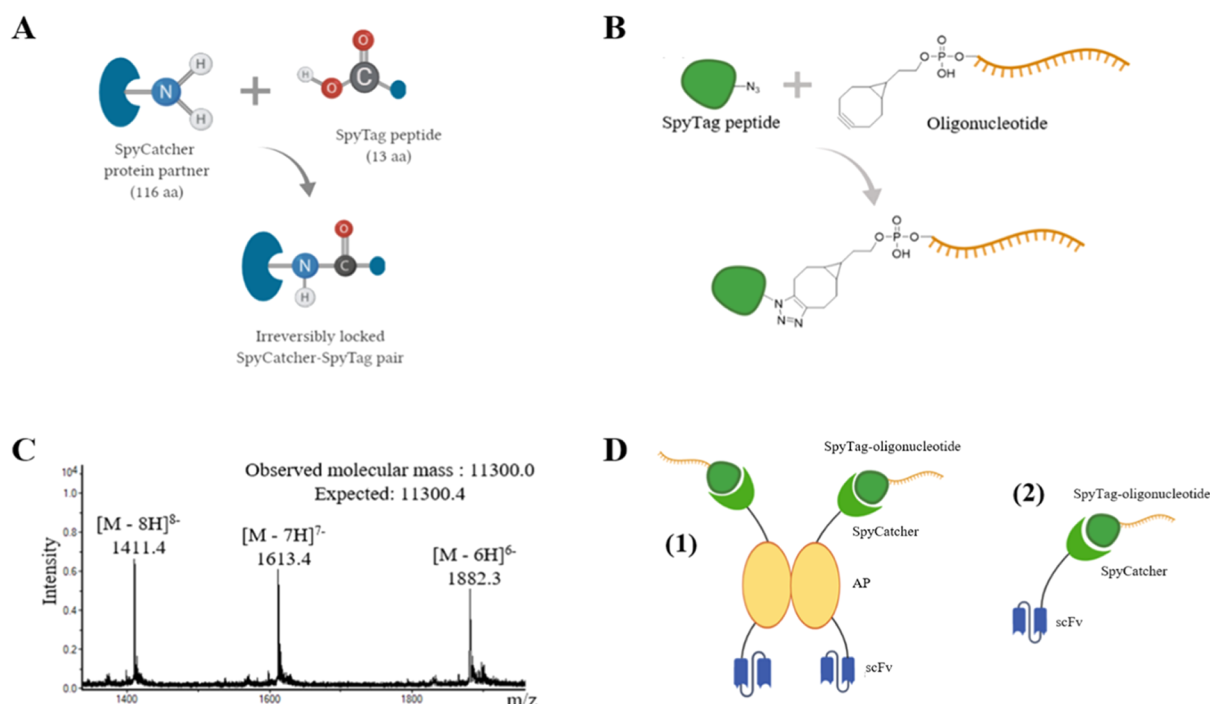 A
H
N
H
O
H
O
C
SpyCatcher
protein partner
(116 aa)
SpyTag peptide
(13 aa)
O
N
C
H
Irreversibly locked
SpyCatcher-SpyTag pair
B
N₃
SpyTag peptide
O
O
P
O
OH
Oligonucleotide
O
O
P
O
OH
N
N
N
C
Observed molecular mass : 11300.0
Expected: 11300.4
10⁴
1.0
0.8
0.6
0.4
0.2
0.0
Intensity
[M - 8H]⁸⁻
1411.4
[M - 7H]⁷⁻
1613.4
[M - 6H]⁶⁻
1882.3
1400
1600
1800
m/z
D
SpyTag-oligonucleotide
(1)
SpyCatcher
AP
scFv
(2)
SpyTag-oligonucleotide
SpyCatcher
scFv